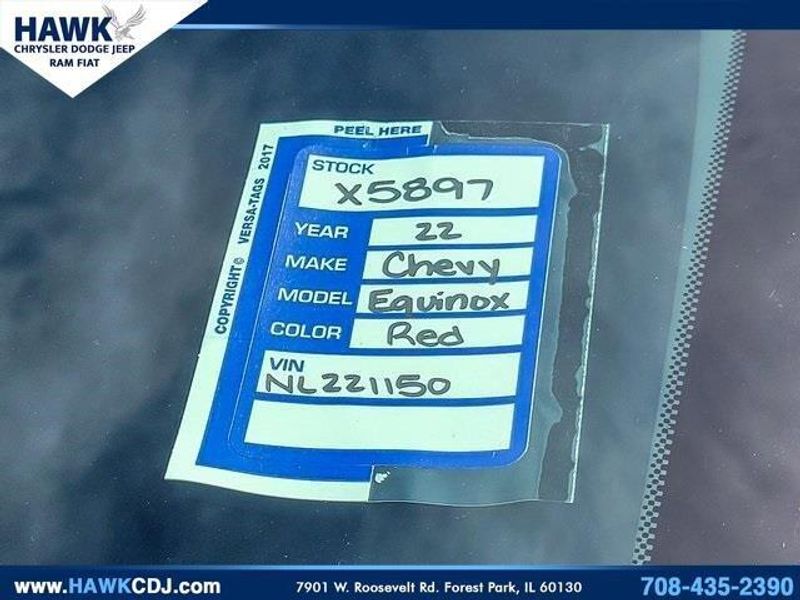 HAWK
CHRYSLER DODGE JEEP
RAM FIAT
PEEL HERE
COPYRIGHT© VERSA-TAGS 2017
STOCK
X5897
YEAR 22
MAKE Chevy
MODEL Equinox
COLOR Red
VIN
NL221150
www.HAWKCDJ.com
7901 W. Roosevelt Rd. Forest Park, IL 60130
708-435-2390